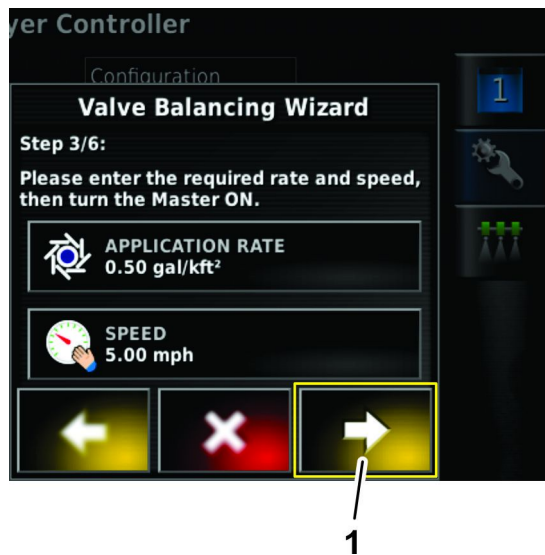 yer Controller
Configuration
1
Valve Balancing Wizard
Step 3/6:
Please enter the required rate and speed,
then turn the Master ON.
APPLICATION RATE
0.50 gal/kft²
SPEED
5.00 mph
1